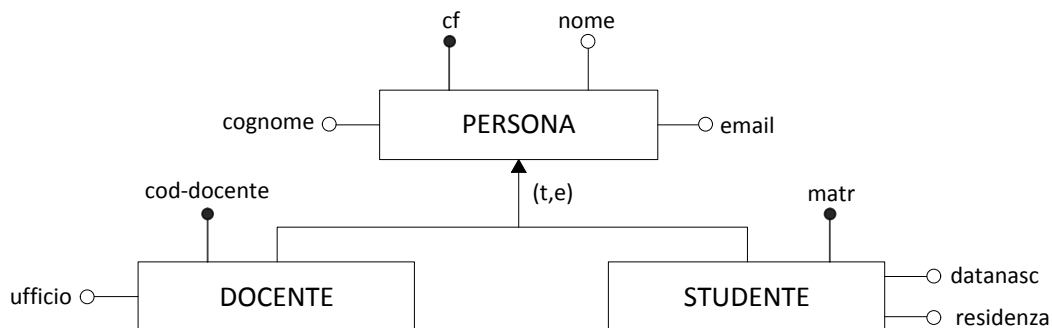 cf
nome
cognome
PERSONA
email
cod-docente
(t,e)
matr
ufficio
DOCENTE
STUDENTE
datanasc
residenza